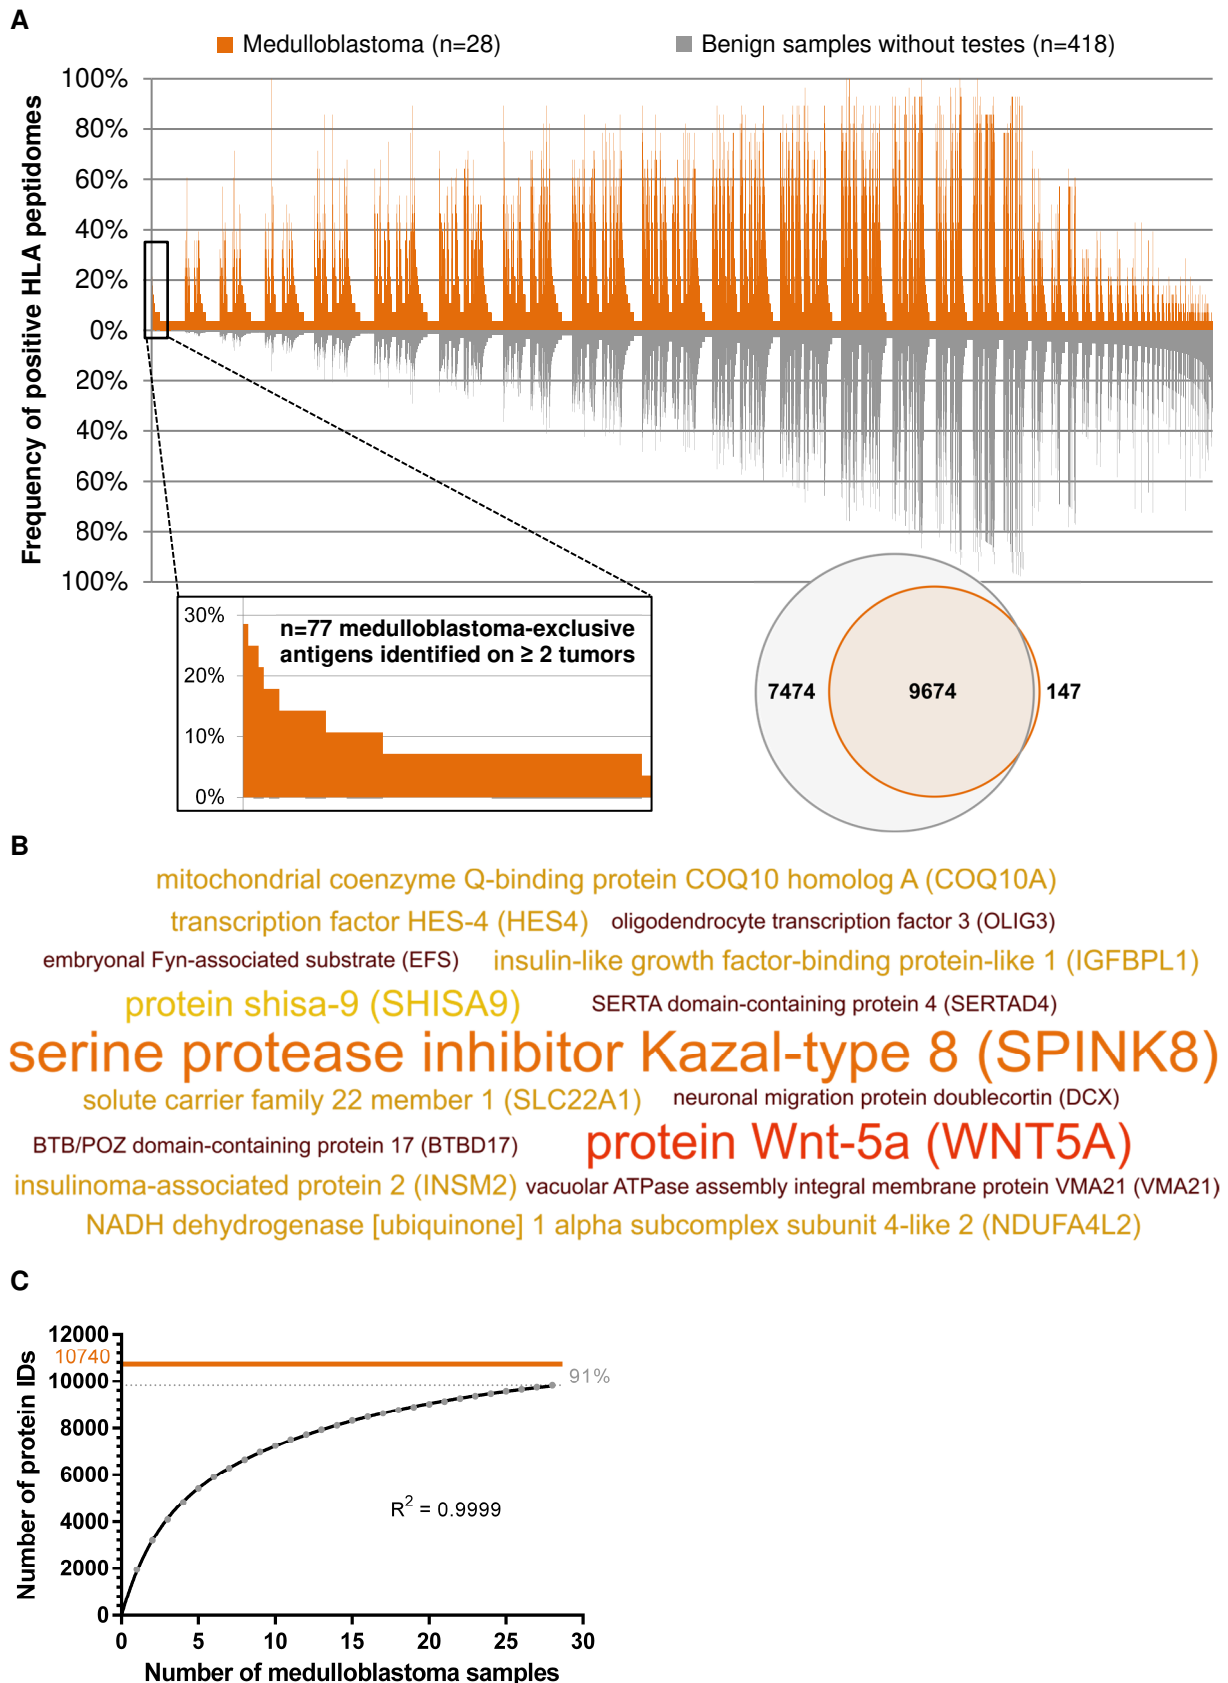 A
Medulloblastoma (n=28)
Benign samples without testes (n=418)
Frequency of positive HLA peptidomes
100%
80%
60%
40%
20%
0%
20%
40%
60%
80%
100%
30%
20%
10%
0%
n=77 medulloblastoma-exclusive
antigens identified on ≥ 2 tumors
7474
9674
147
B
mitochondrial coenzyme Q-binding protein COQ10 homolog A (COQ10A)
transcription factor HES-4 (HES4)
oligodendrocyte transcription factor 3 (OLIG3)
embryonal Fyn-associated substrate (EFS)
insulin-like growth factor-binding protein-like 1 (IGFBPL1)
protein shisa-9 (SHISA9)
SERTA domain-containing protein 4 (SERTAD4)
serine protease inhibitor Kazal-type 8 (SPINK8)
solute carrier family 22 member 1 (SLC22A1)
neuronal migration protein doublecortin (DCX)
BTB/POZ domain-containing protein 17 (BTBD17)
protein Wnt-5a (WNT5A)
insulinoma-associated protein 2 (INSM2)
vacuolar ATPase assembly integral membrane protein VMA21 (VMA21)
NADH dehydrogenase [ubiquinone] 1 alpha subcomplex subunit 4-like 2 (NDUFA4L2)
C
Number of protein IDs
12000
10740
10000
8000
6000
4000
2000
0
91%
R² = 0.9999
0 5 10 15 20 25 30
Number of medulloblastoma samples